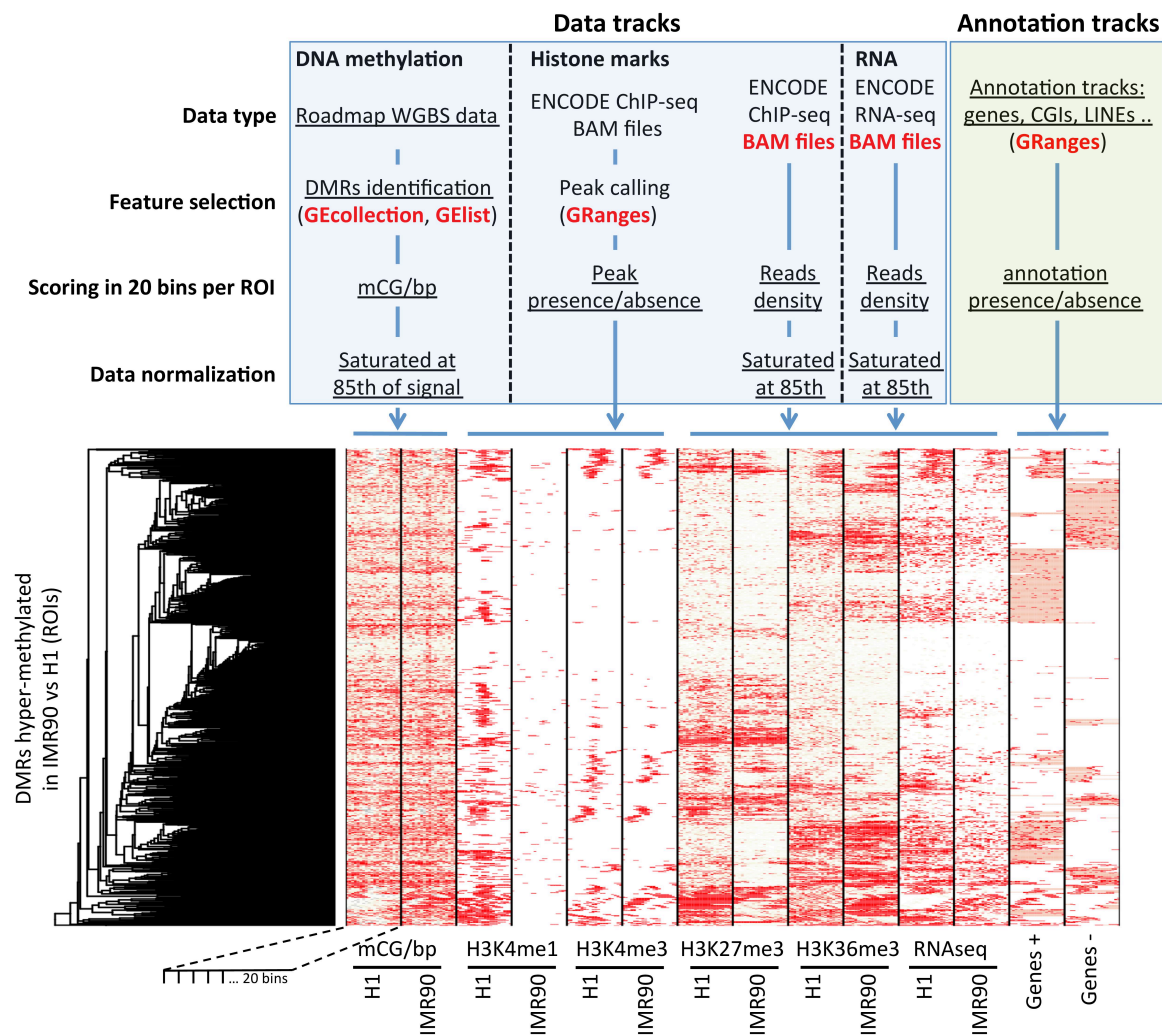 Data tracks
Annotation tracks
DNA methylation
Histone marks
RNA
Data type
Roadmap WGBS data
ENCODE ChIP-seq
BAM files
ENCODE
ChIP-seq
BAM files
ENCODE
RNA-seq
BAM files
Annotation tracks:
genes, CGIs, LINEs ..
(GRanges)
Feature selection
DMRs identification
(GEcollection, GElist)
Peak calling
(GRanges)
Scoring in 20 bins per ROI
mCG/bp
Peak
presence/absence
Reads
density
Reads
density
annotation
presence/absence
Data normalization
Saturated at
85th of signal
Saturated
at 85th
Saturated
at 85th
DMRs hyper-methylated
in IMR90 vs H1 (ROIs)
... 20 bins
mCG/bp
H3K4me1
H3K4me3
H3K27me3
H3K36me3
RNAseq
H1
IMR90
H1
IMR90
H1
IMR90
H1
IMR90
H1
IMR90
H1
IMR90
Genes +
Genes -